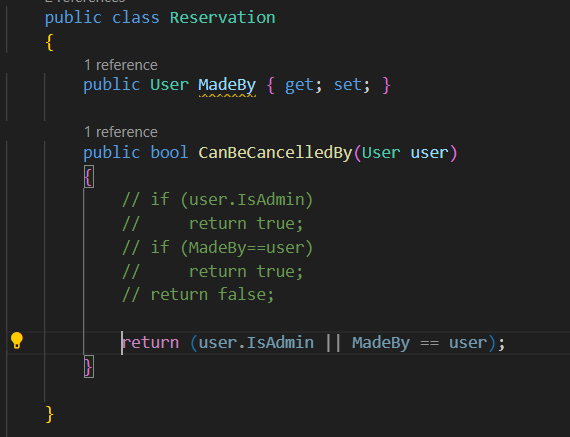 2 references
public class Reservation
{
1 reference
public User MadeBy { get; set; }
1 reference
public bool CanBeCancelledBy(User user)
{
// if (user.IsAdmin)
//     return true;
// if (MadeBy==user)
//     return true;
// return false;
return (user.IsAdmin || MadeBy == user);
}
}